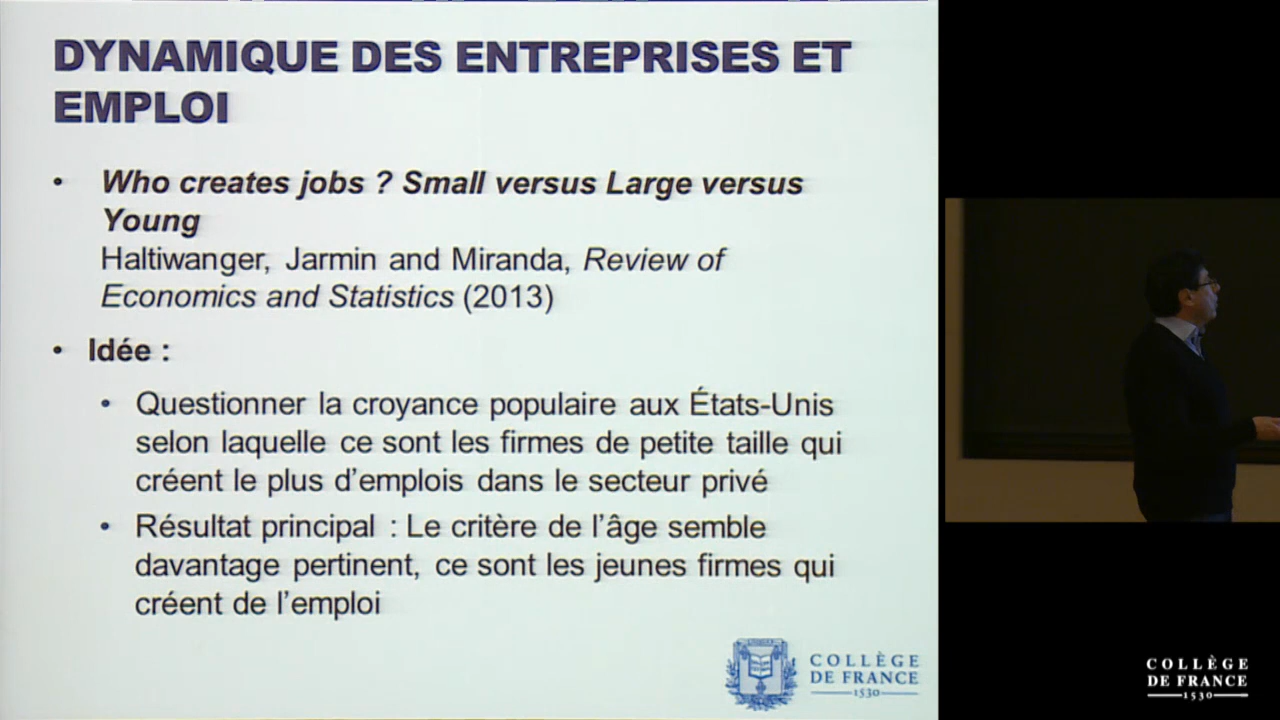 DYNAMIQUE DES ENTREPRISES ET
EMPLOI
• Who creates jobs ? Small versus Large versus
Young
Haltiwanger, Jarmin and Miranda, Review of
Economics and Statistics (2013)
• Idée :
• Questionner la croyance populaire aux États-Unis
selon laquelle ce sont les firmes de petite taille qui
créent le plus d’emplois dans le secteur privé
• Résultat principal : Le critère de l’âge semble
davantage pertinent, ce sont les jeunes firmes qui
créent de l’emploi
COLLÈGE
DE FRANCE
1530
COLLÈGE
DE FRANCE
1530